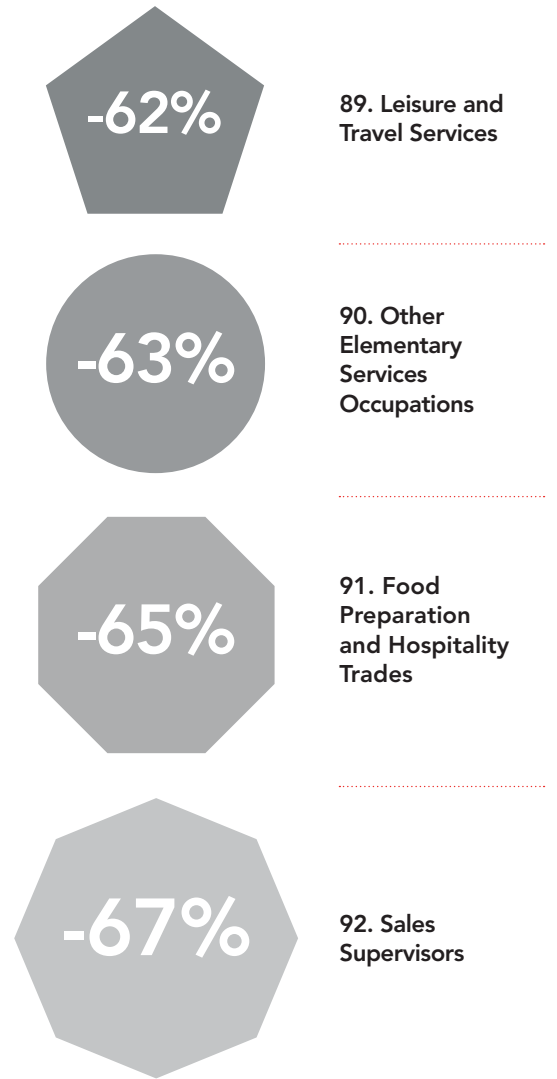 -62%
89. Leisure and
Travel Services
-63%
90. Other
Elementary
Services
Occupations
-65%
91. Food
Preparation
and Hospitality
Trades
-67%
92. Sales
Supervisors